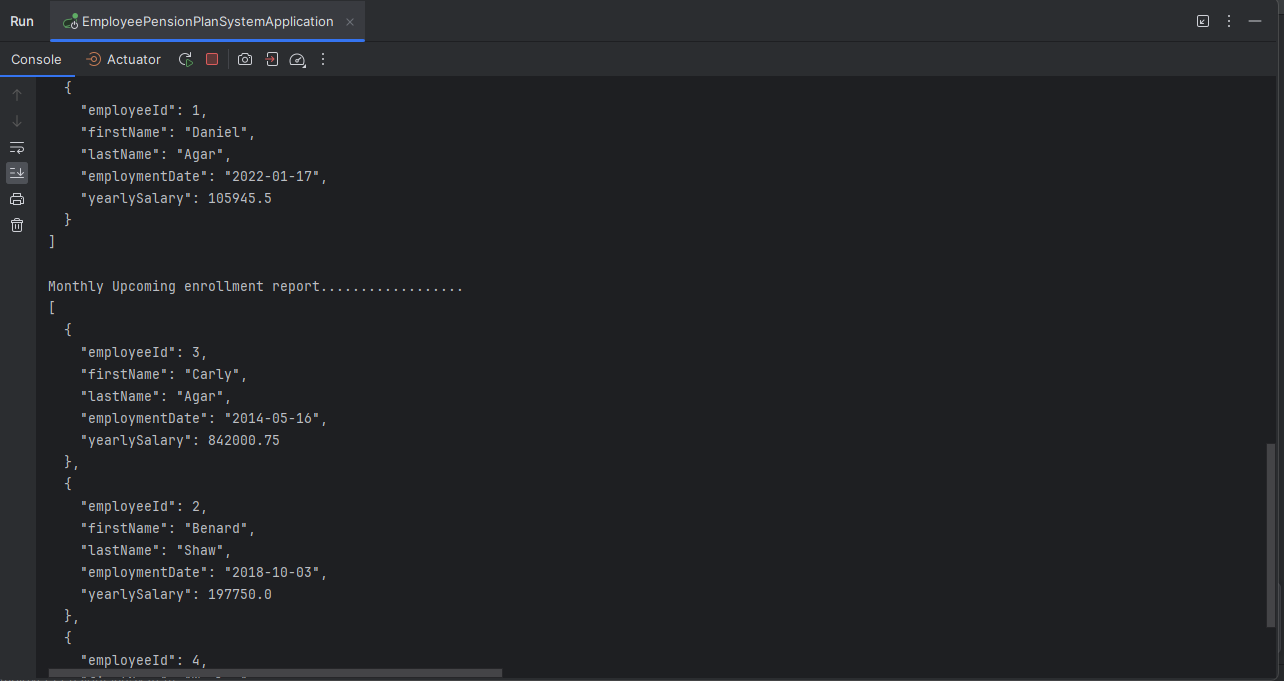 Run EmployeePensionPlanSystemApplication
Console Actuator
{
"employeeId": 1,
"firstName": "Daniel",
"lastName": "Agar",
"employmentDate": "2022-01-17",
"yearlySalary": 105945.5
}
]
Monthly Upcoming enrollment report..................
[
{
"employeeId": 3,
"firstName": "Carly",
"lastName": "Agar",
"employmentDate": "2014-05-16",
"yearlySalary": 842000.75
},
{
"employeeId": 2,
"firstName": "Benard",
"lastName": "Shaw",
"employmentDate": "2018-10-03",
"yearlySalary": 197750.0
},
{
"employeeId": 4,